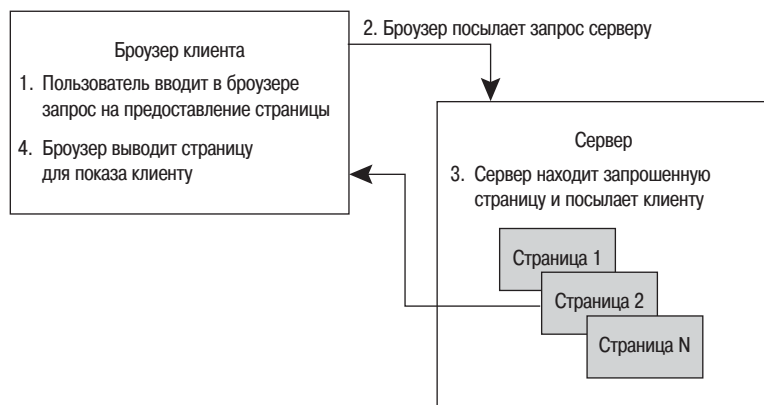 Броузер клиента
1. Пользователь вводит в броузере
запрос на предоставление страницы
4. Броузер выводит страницу
для показа клиенту
2. Броузер посылает запрос серверу
Сервер
3. Сервер находит запрошенную
страницу и посылает клиенту
Страница 1
Страница 2
Страница N